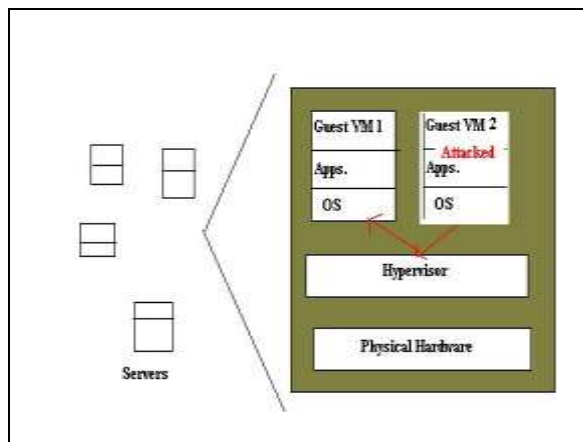 Guest VM 1
Apps.
OS
Guest VM 2
Attacked
Apps.
OS
Hypervisor
Physical Hardware
Servers